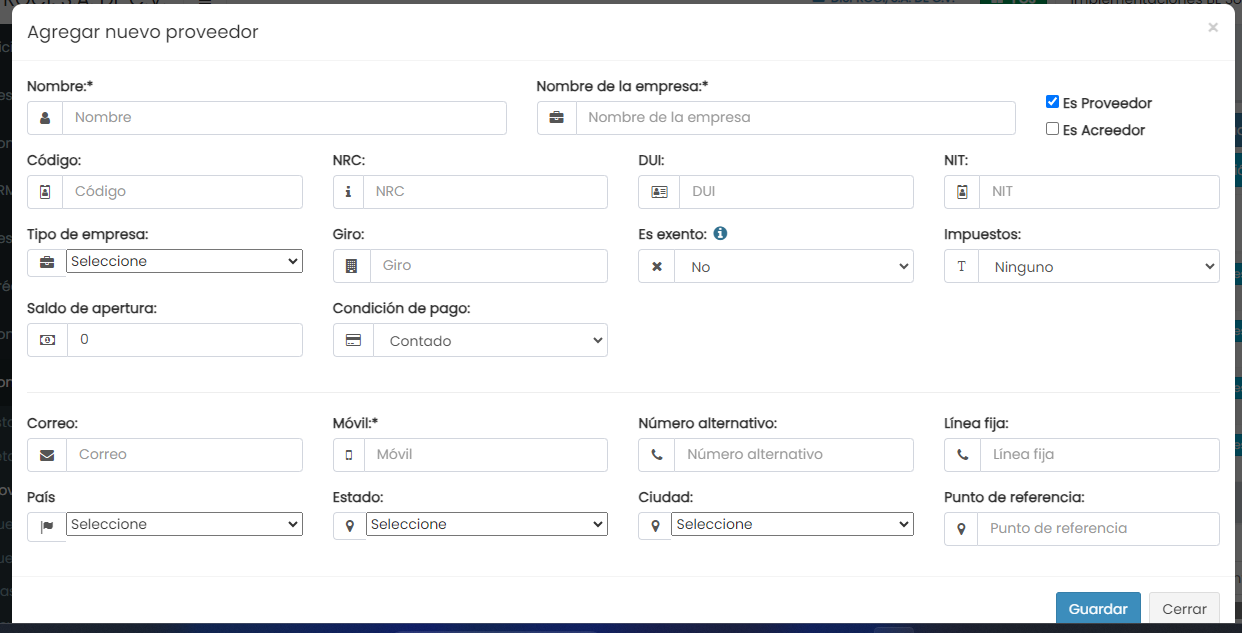 Agregar nuevo proveedor ×
Nombre:* Nombre de la empresa:*
Nombre Nombre de la empresa Es Proveedor
Es Acreedor
Código: NRC: DUI: NIT:
Código NRC DUI NIT
Tipo de empresa: Giro: Es exento: Impuestos:
Seleccione Giro No Ninguno
Saldo de apertura: Condición de pago:
0 Contado
Correo: Móvil:* Número alternativo: Línea fija:
Correo Móvil Número alternativo Línea fija
País Estado: Ciudad: Punto de referencia:
Seleccione Seleccione Seleccione Punto de referencia
Guardar Cerrar